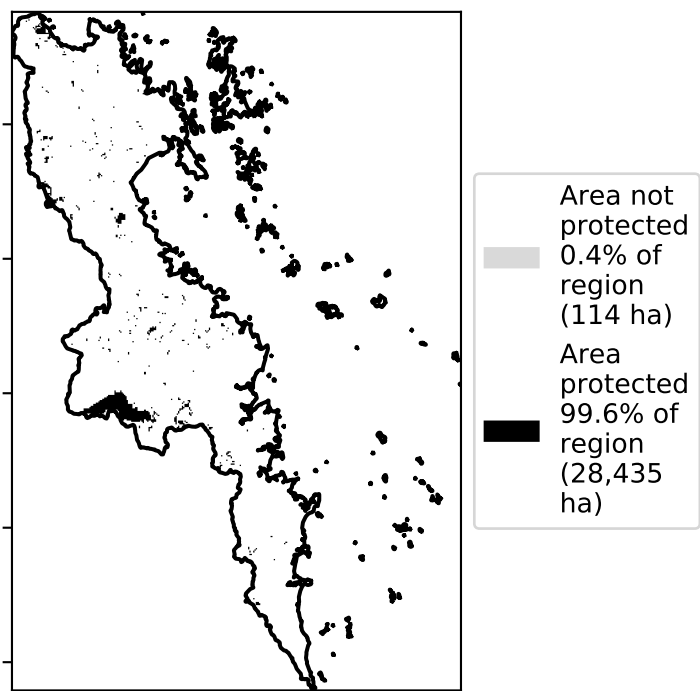 Area not
protected
0.4% of
region
(114 ha)
Area
protected
99.6% of
region
(28,435
ha)